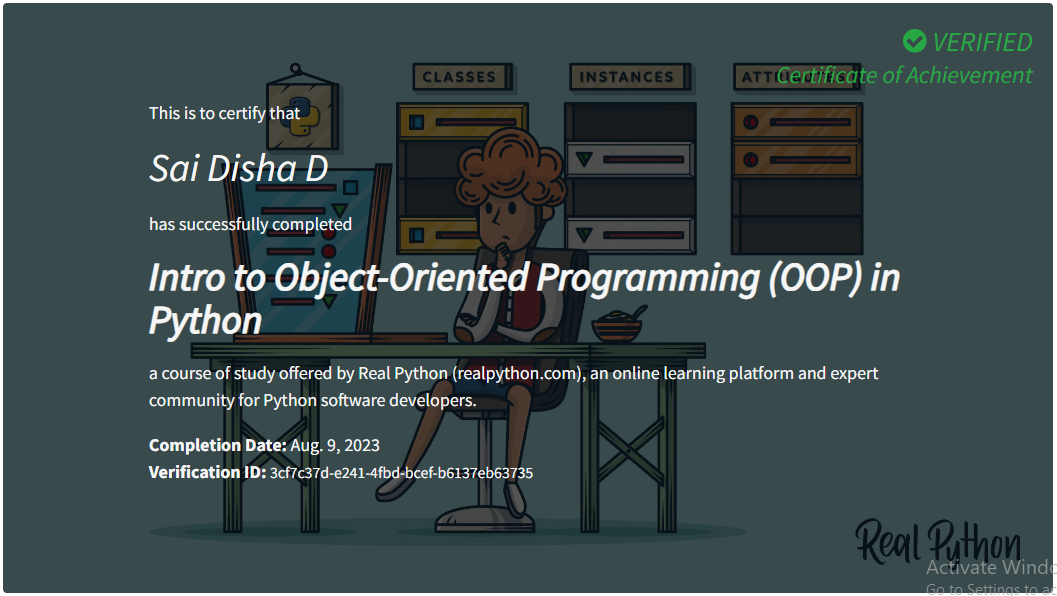 VERIFIED
Certificate of Achievement
CLASSES
INSTANCES
This is to certify that
Sai Disha D
has successfully completed
Intro to Object-Oriented Programming (OOP) in
Python
a course of study offered by Real Python (realpython.com), an online learning platform and expert
community for Python software developers.
Completion Date: Aug. 9, 2023
Verification ID: 3cf7c37d-e241-4fbd-bcef-b6137eb63735
Real Python
Activate
Go to Settings to